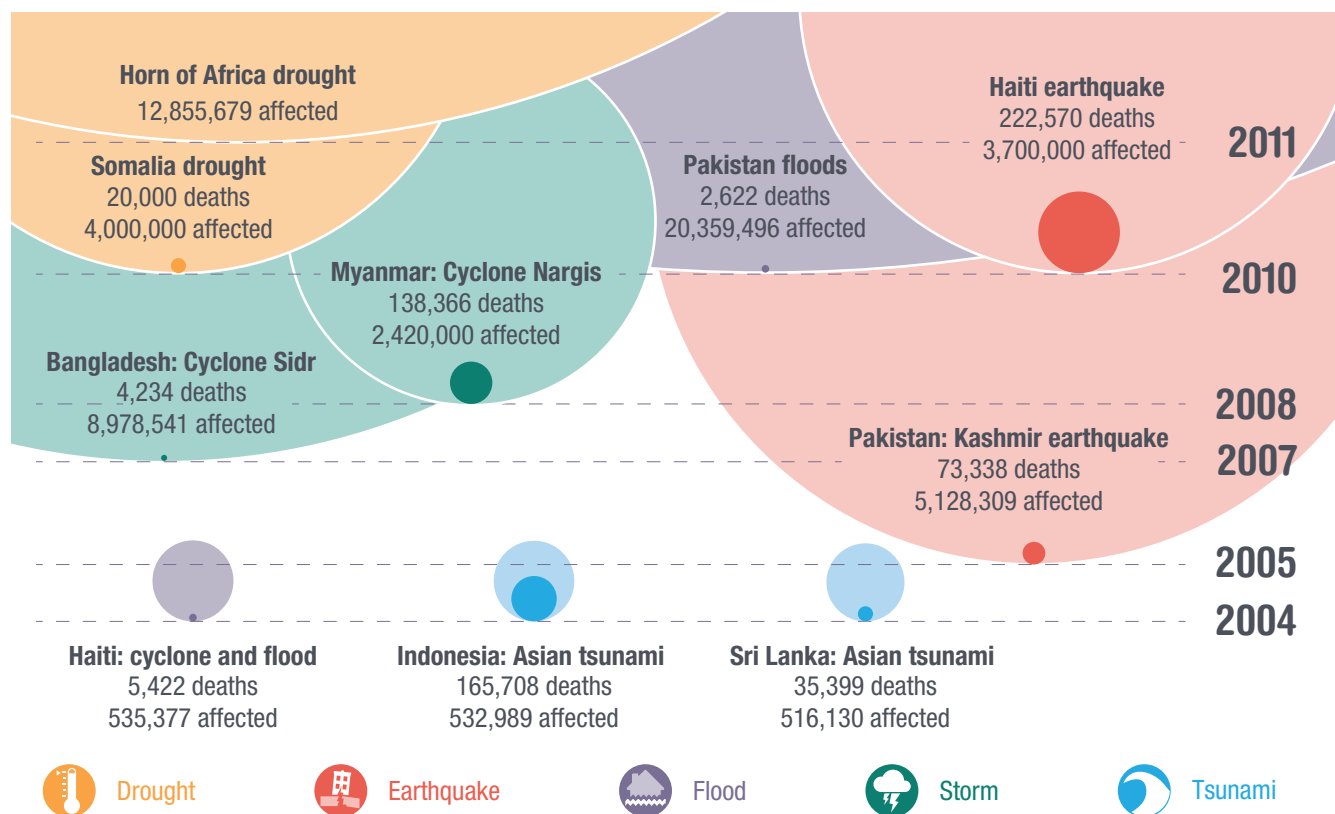 Horn of Africa drought
12,855,679 affected
Haiti earthquake
222,570 deaths
3,700,000 affected
2011
Somalia drought
20,000 deaths
4,000,000 affected
Pakistan floods
2,622 deaths
20,359,496 affected
2010
Myanmar: Cyclone Nargis
138,366 deaths
2,420,000 affected
Bangladesh: Cyclone Sidr
4,234 deaths
8,978,541 affected
2008
Pakistan: Kashmir earthquake
73,338 deaths
5,128,309 affected
2007
2005
2004
Haiti: cyclone and flood
5,422 deaths
535,377 affected
Indonesia: Asian tsunami
165,708 deaths
532,989 affected
Sri Lanka: Asian tsunami
35,399 deaths
516,130 affected
Drought
Earthquake
Flood
Storm
Tsunami